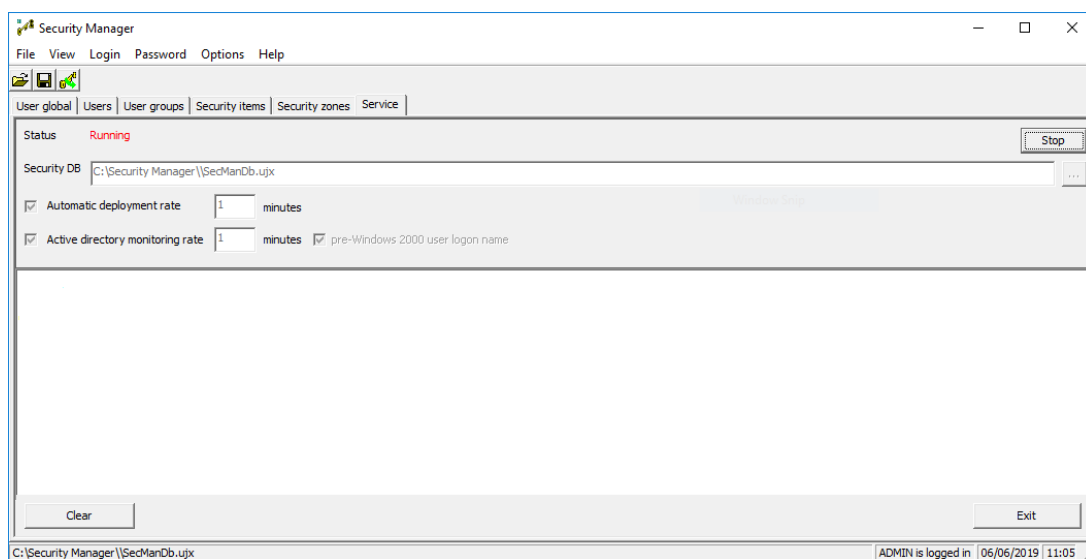 Security Manager
File View Login Password Options Help
User global Users User groups Security items Security zones Service
Status Running Stop
Security DB C:\Security Manager\\SecManDb.ujx ...
Automatic deployment rate 1 minutes
Active directory monitoring rate 1 minutes pre-Windows 2000 user logon name
Clear Exit
C:\Security Manager\\SecManDb.ujx ADMIN is logged in 06/06/2019 11:05